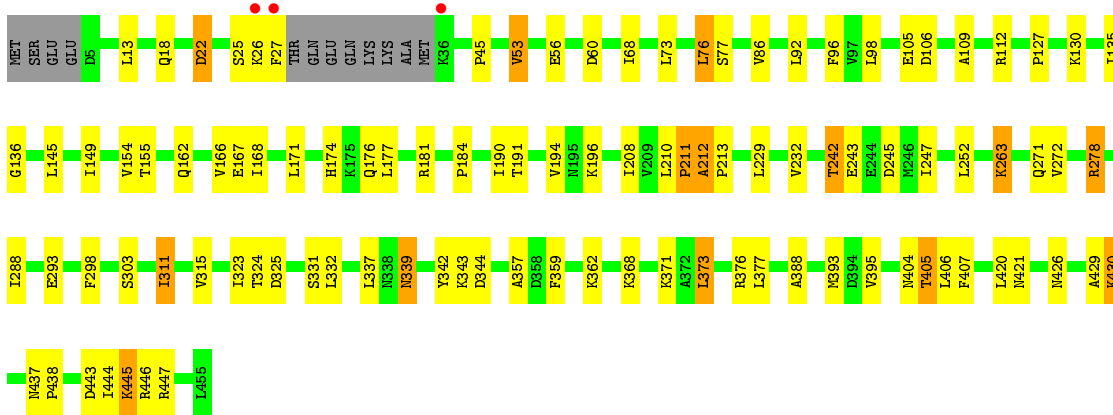 MET SER GLU GLU D5 L13 Q18 D22 S25 K26 F27 THR GLN GLU GLU GLN LYS LYS ALA MET K36 P45 V53 E56 D60 I68 L73 L76 S77 V86 L92 F96 V97 L98 E105 D106 A109 R112 P127 K130 I135
G136 L145 I149 V154 T155 Q162 V166 E167 I168 L171 H174 K175 Q176 L177 R181 P184 I190 T191 V194 N195 K196 I208 V209 L210 P211 A212 P213 L229 V232 T242 E243 E244 D245 M246 I247 L252 K263 Q271 V272 R278
I288 E293 F298 S303 I311 V315 I323 T324 D325 S331 L332 L337 N338 N339 Y342 K343 D344 A357 D358 F359 K362 K368 K371 A372 L373 R376 L377 A388 M393 D394 V395 N404 T405 L406 F407 L420 N421 N426 A429 K430
N437 P438 D443 I444 K445 R446 R447 L455